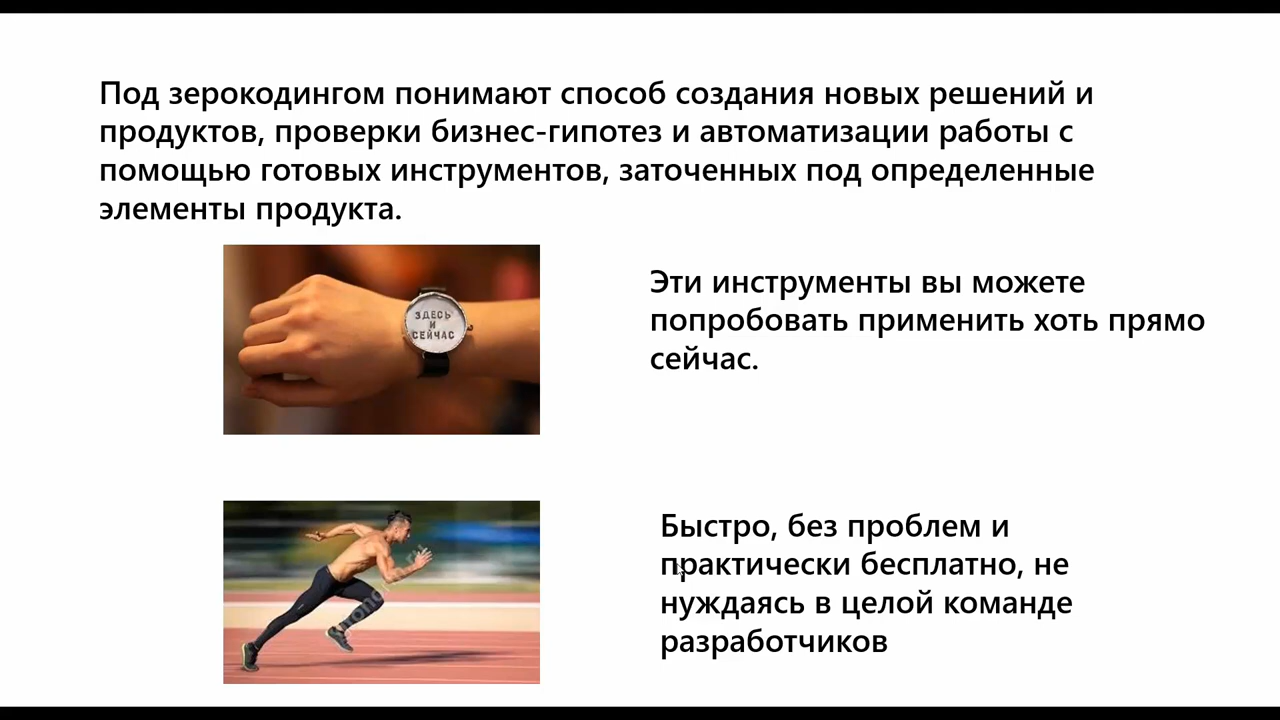 Под зерокодингом понимают способ создания новых решений и
продуктов, проверки бизнес-гипотез и автоматизации работы с
помощью готовых инструментов, заточенных под определенные
элементы продукта.
ЗДЕСЬ
И
СЕЙЧАС
Эти инструменты вы можете
попробовать применить хоть прямо
сейчас.
Быстро, без проблем и
практически бесплатно, не
нуждаясь в целой команде
разработчиков